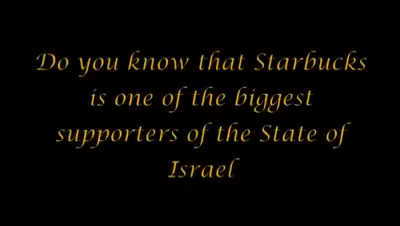 Do you know that Starbucks
is one of the biggest
supporters of the State of
Israel